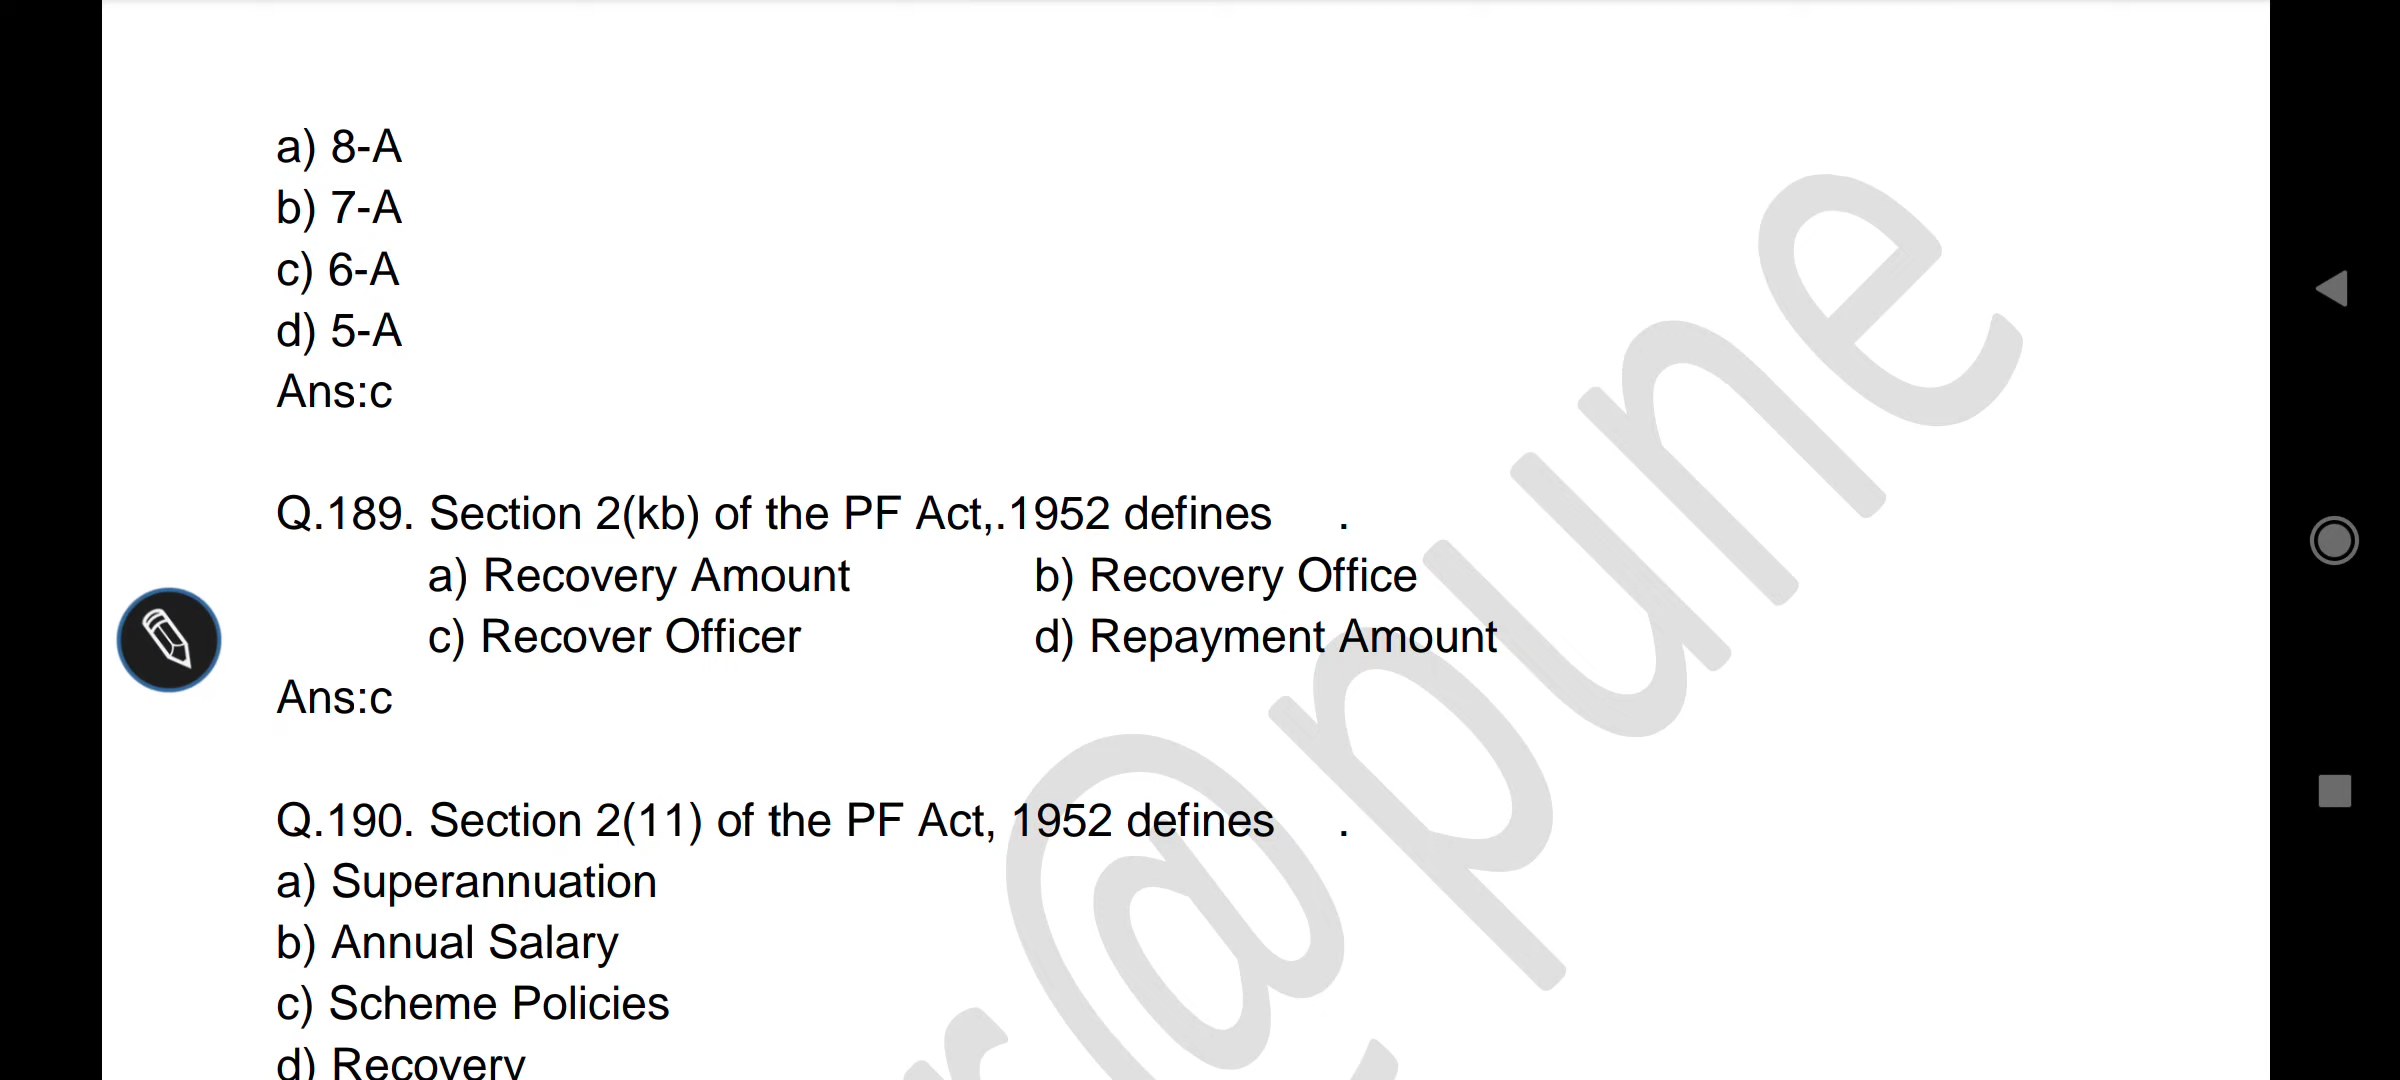 a) 8-A
b) 7-A
c) 6-A
d) 5-A
Ans:c
Q.189. Section 2(kb) of the PF Act,.1952 defines .
a) Recovery Amount b) Recovery Office
c) Recover Officer d) Repayment Amount
Ans:c
Q.190. Section 2(11) of the PF Act, 1952 defines .
a) Superannuation
b) Annual Salary
c) Scheme Policies
d) Recovery
r@pune